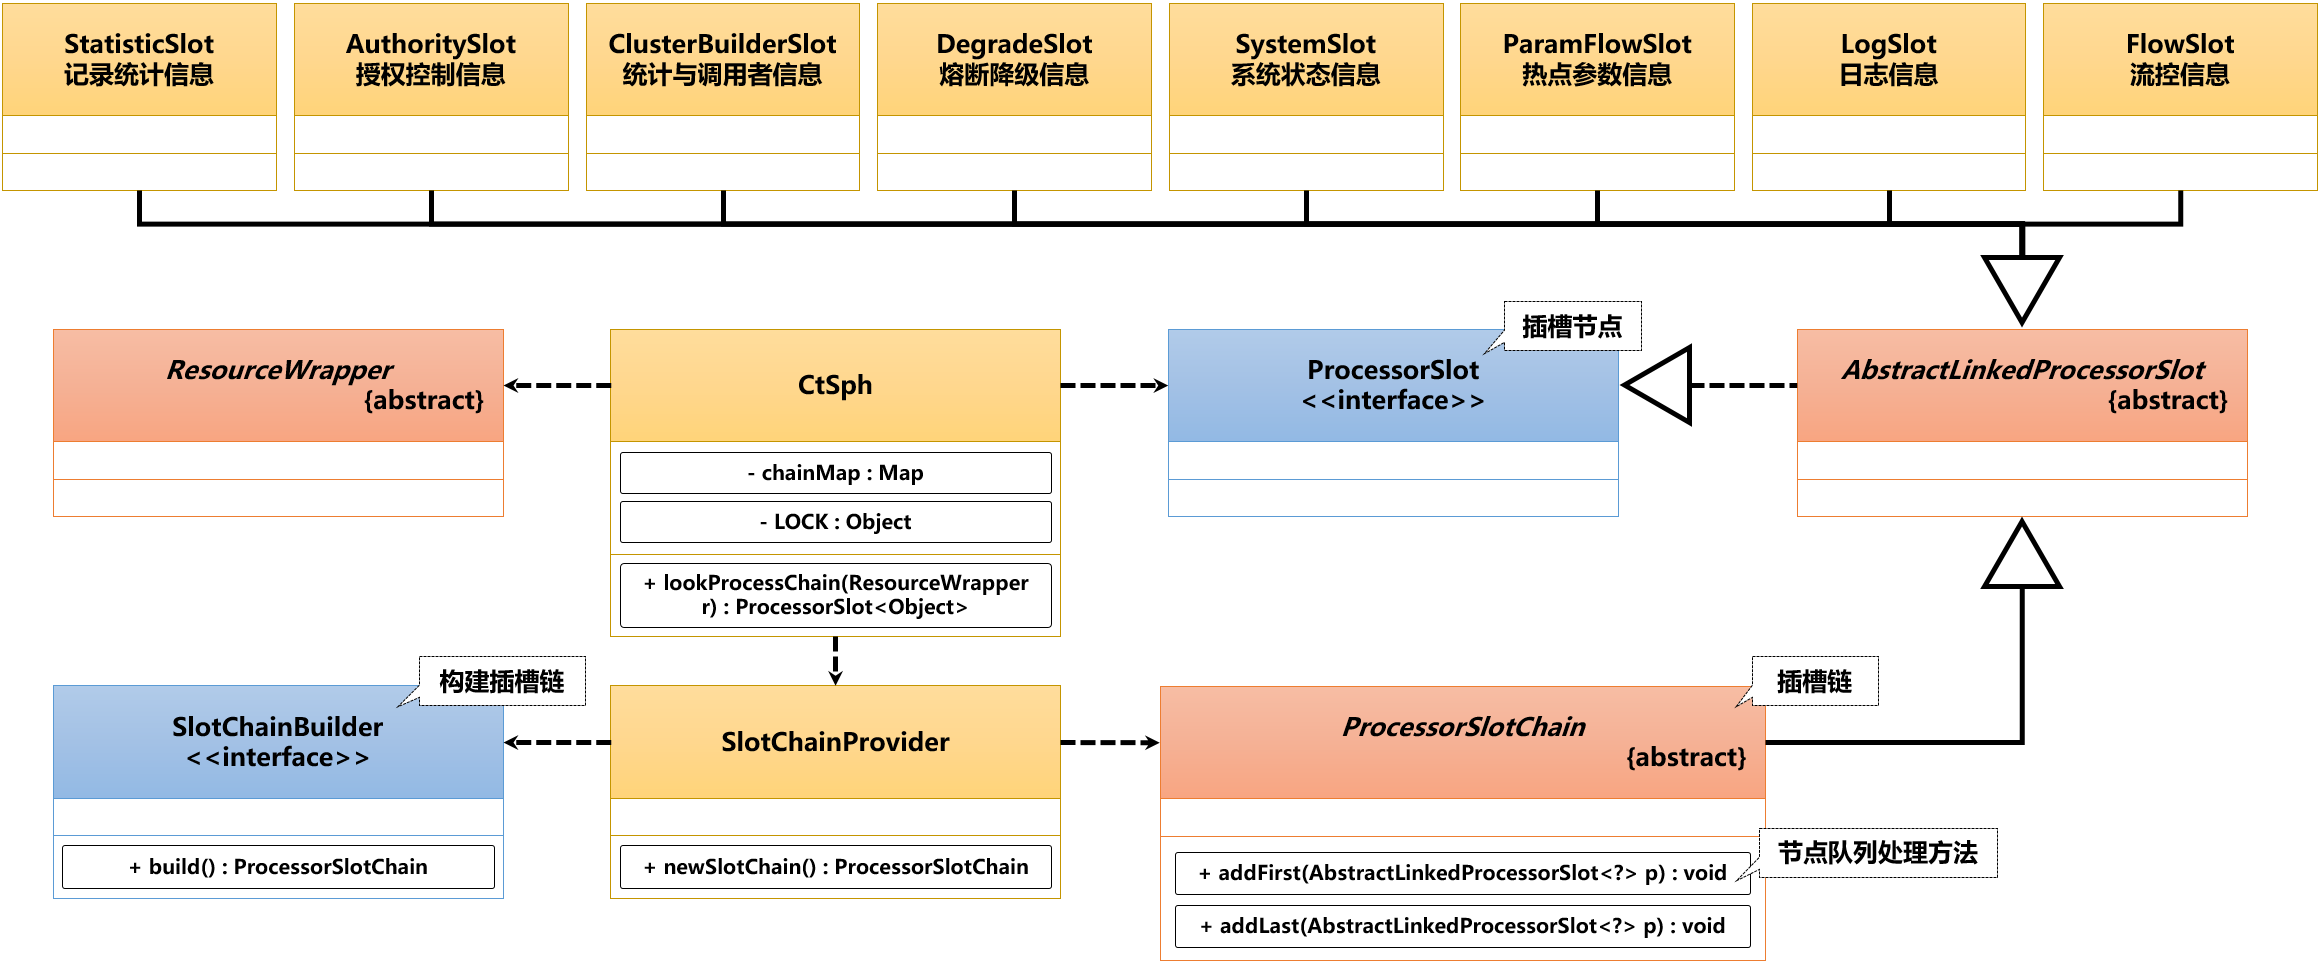 StatisticSlot
记录统计信息
AuthoritySlot
授权控制信息
ClusterBuilderSlot
统计与调用者信息
DegradeSlot
熔断降级信息
SystemSlot
系统状态信息
ParamFlowSlot
热点参数信息
LogSlot
日志信息
FlowSlot
流控信息
ResourceWrapper
{abstract}
CtSph
- chainMap : Map
- LOCK : Object
+ lookProcessChain(ResourceWrapper
r) : ProcessorSlot<Object>
插槽节点
ProcessorSlot
<<interface>>
AbstractLinkedProcessorSlot
{abstract}
构建插槽链
SlotChainBuilder
<<interface>>
+ build() : ProcessorSlotChain
SlotChainProvider
+ newSlotChain() : ProcessorSlotChain
插槽链
ProcessorSlotChain
{abstract}
节点队列处理方法
+ addFirst(AbstractLinkedProcessorSlot<?> p) : void
+ addLast(AbstractLinkedProcessorSlot<?> p) : void